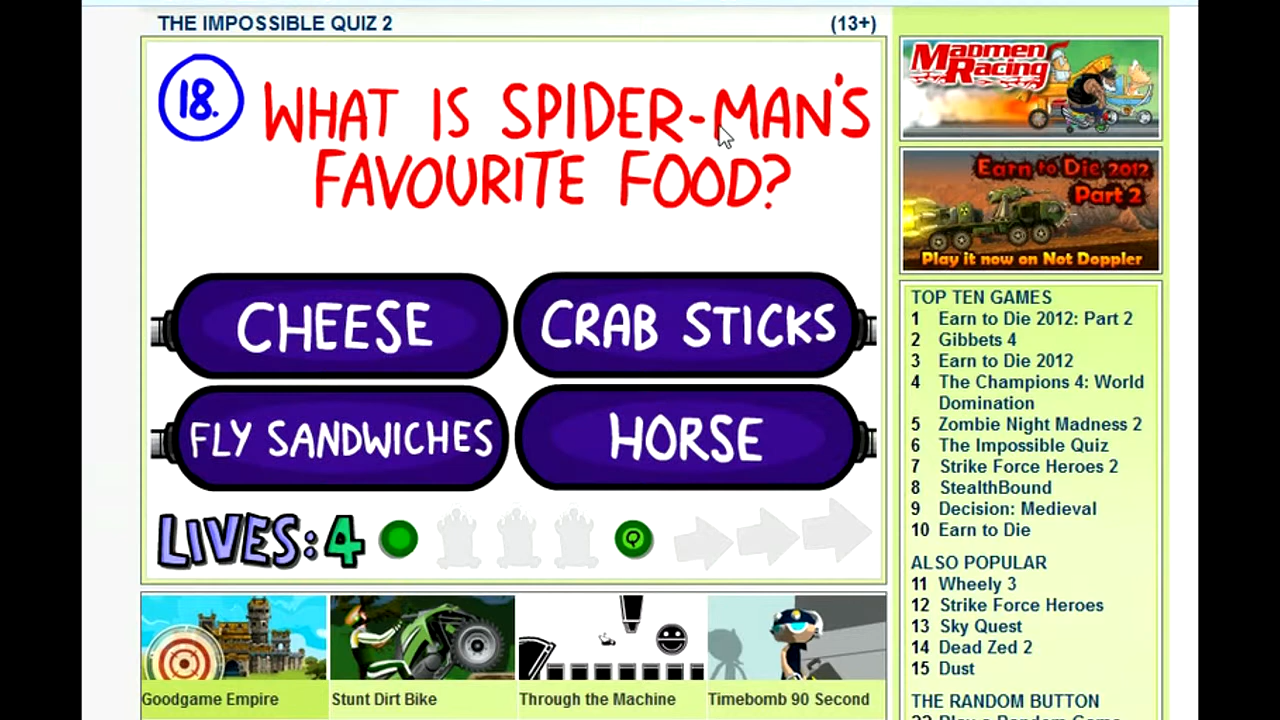 THE IMPOSSIBLE QUIZ 2
(13+)
18.
WHAT IS SPIDER-MAN'S
FAVOURITE FOOD?
CHEESE
CRAB STICKS
FLY SANDWICHES
HORSE
LIVES:4
Goodgame Empire
Stunt Dirt Bike
Through the Machine
Timebomb 90 Second
MADMEN
RACING
Earn to Die 2012
Part 2
Play it now on Not Doppler
TOP TEN GAMES
1 Earn to Die 2012: Part 2
2 Gibbets 4
3 Earn to Die 2012
4 The Champions 4: World
Domination
5 Zombie Night Madness 2
6 The Impossible Quiz
7 Strike Force Heroes 2
8 StealthBound
9 Decision: Medieval
10 Earn to Die
ALSO POPULAR
11 Wheely 3
12 Strike Force Heroes
13 Sky Quest
14 Dead Zed 2
15 Dust
THE RANDOM BUTTON